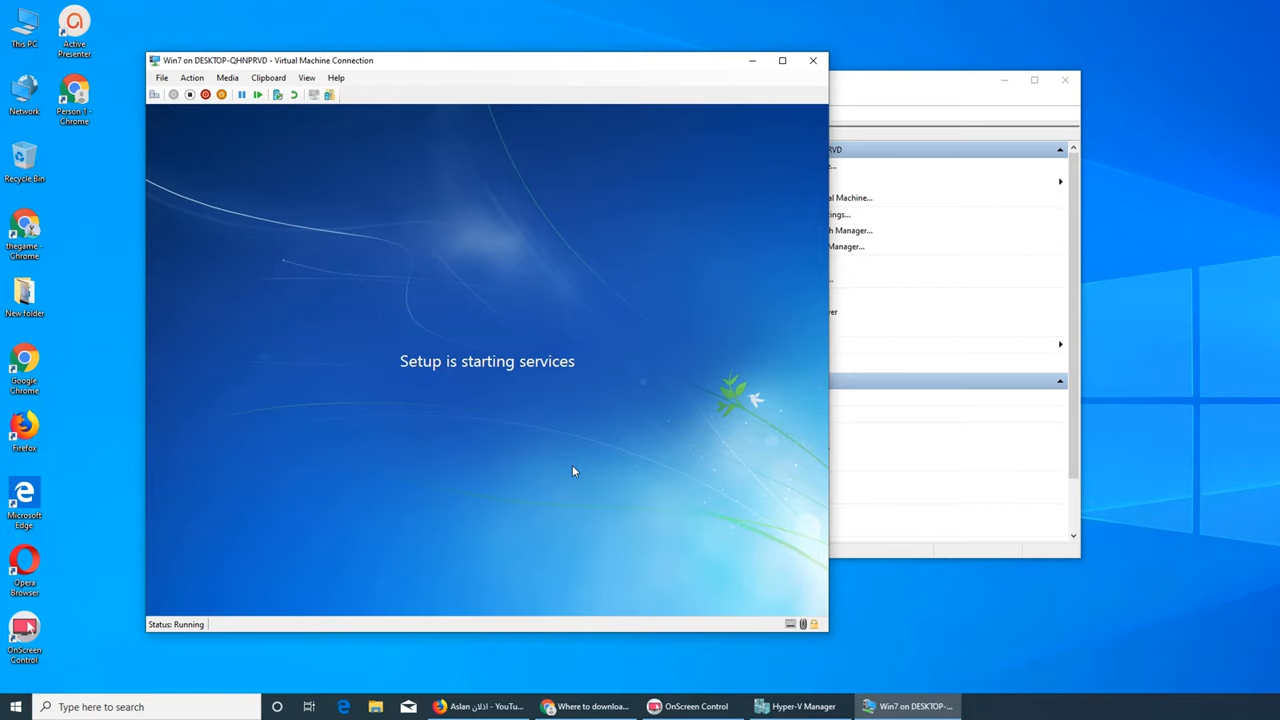 This PC
Active
Presenter
Network
Person 1 -
Chrome
Recycle Bin
thegame -
Chrome
New folder
Google
Chrome
Firefox
Microsoft
Edge
Opera
Browser
OnScreen
Control
Win7 on DESKTOP-QHNPRVD - Virtual Machine Connection
File Action Media Clipboard View Help
Setup is starting services
Status: Running
RVD
...
al Machine...
tings...
h Manager...
Manager...
...
ver
Type here to search
Aslan اذلان - YouTu...
Where to downloa...
OnScreen Control
Hyper-V Manager
Win7 on DESKTOP-...